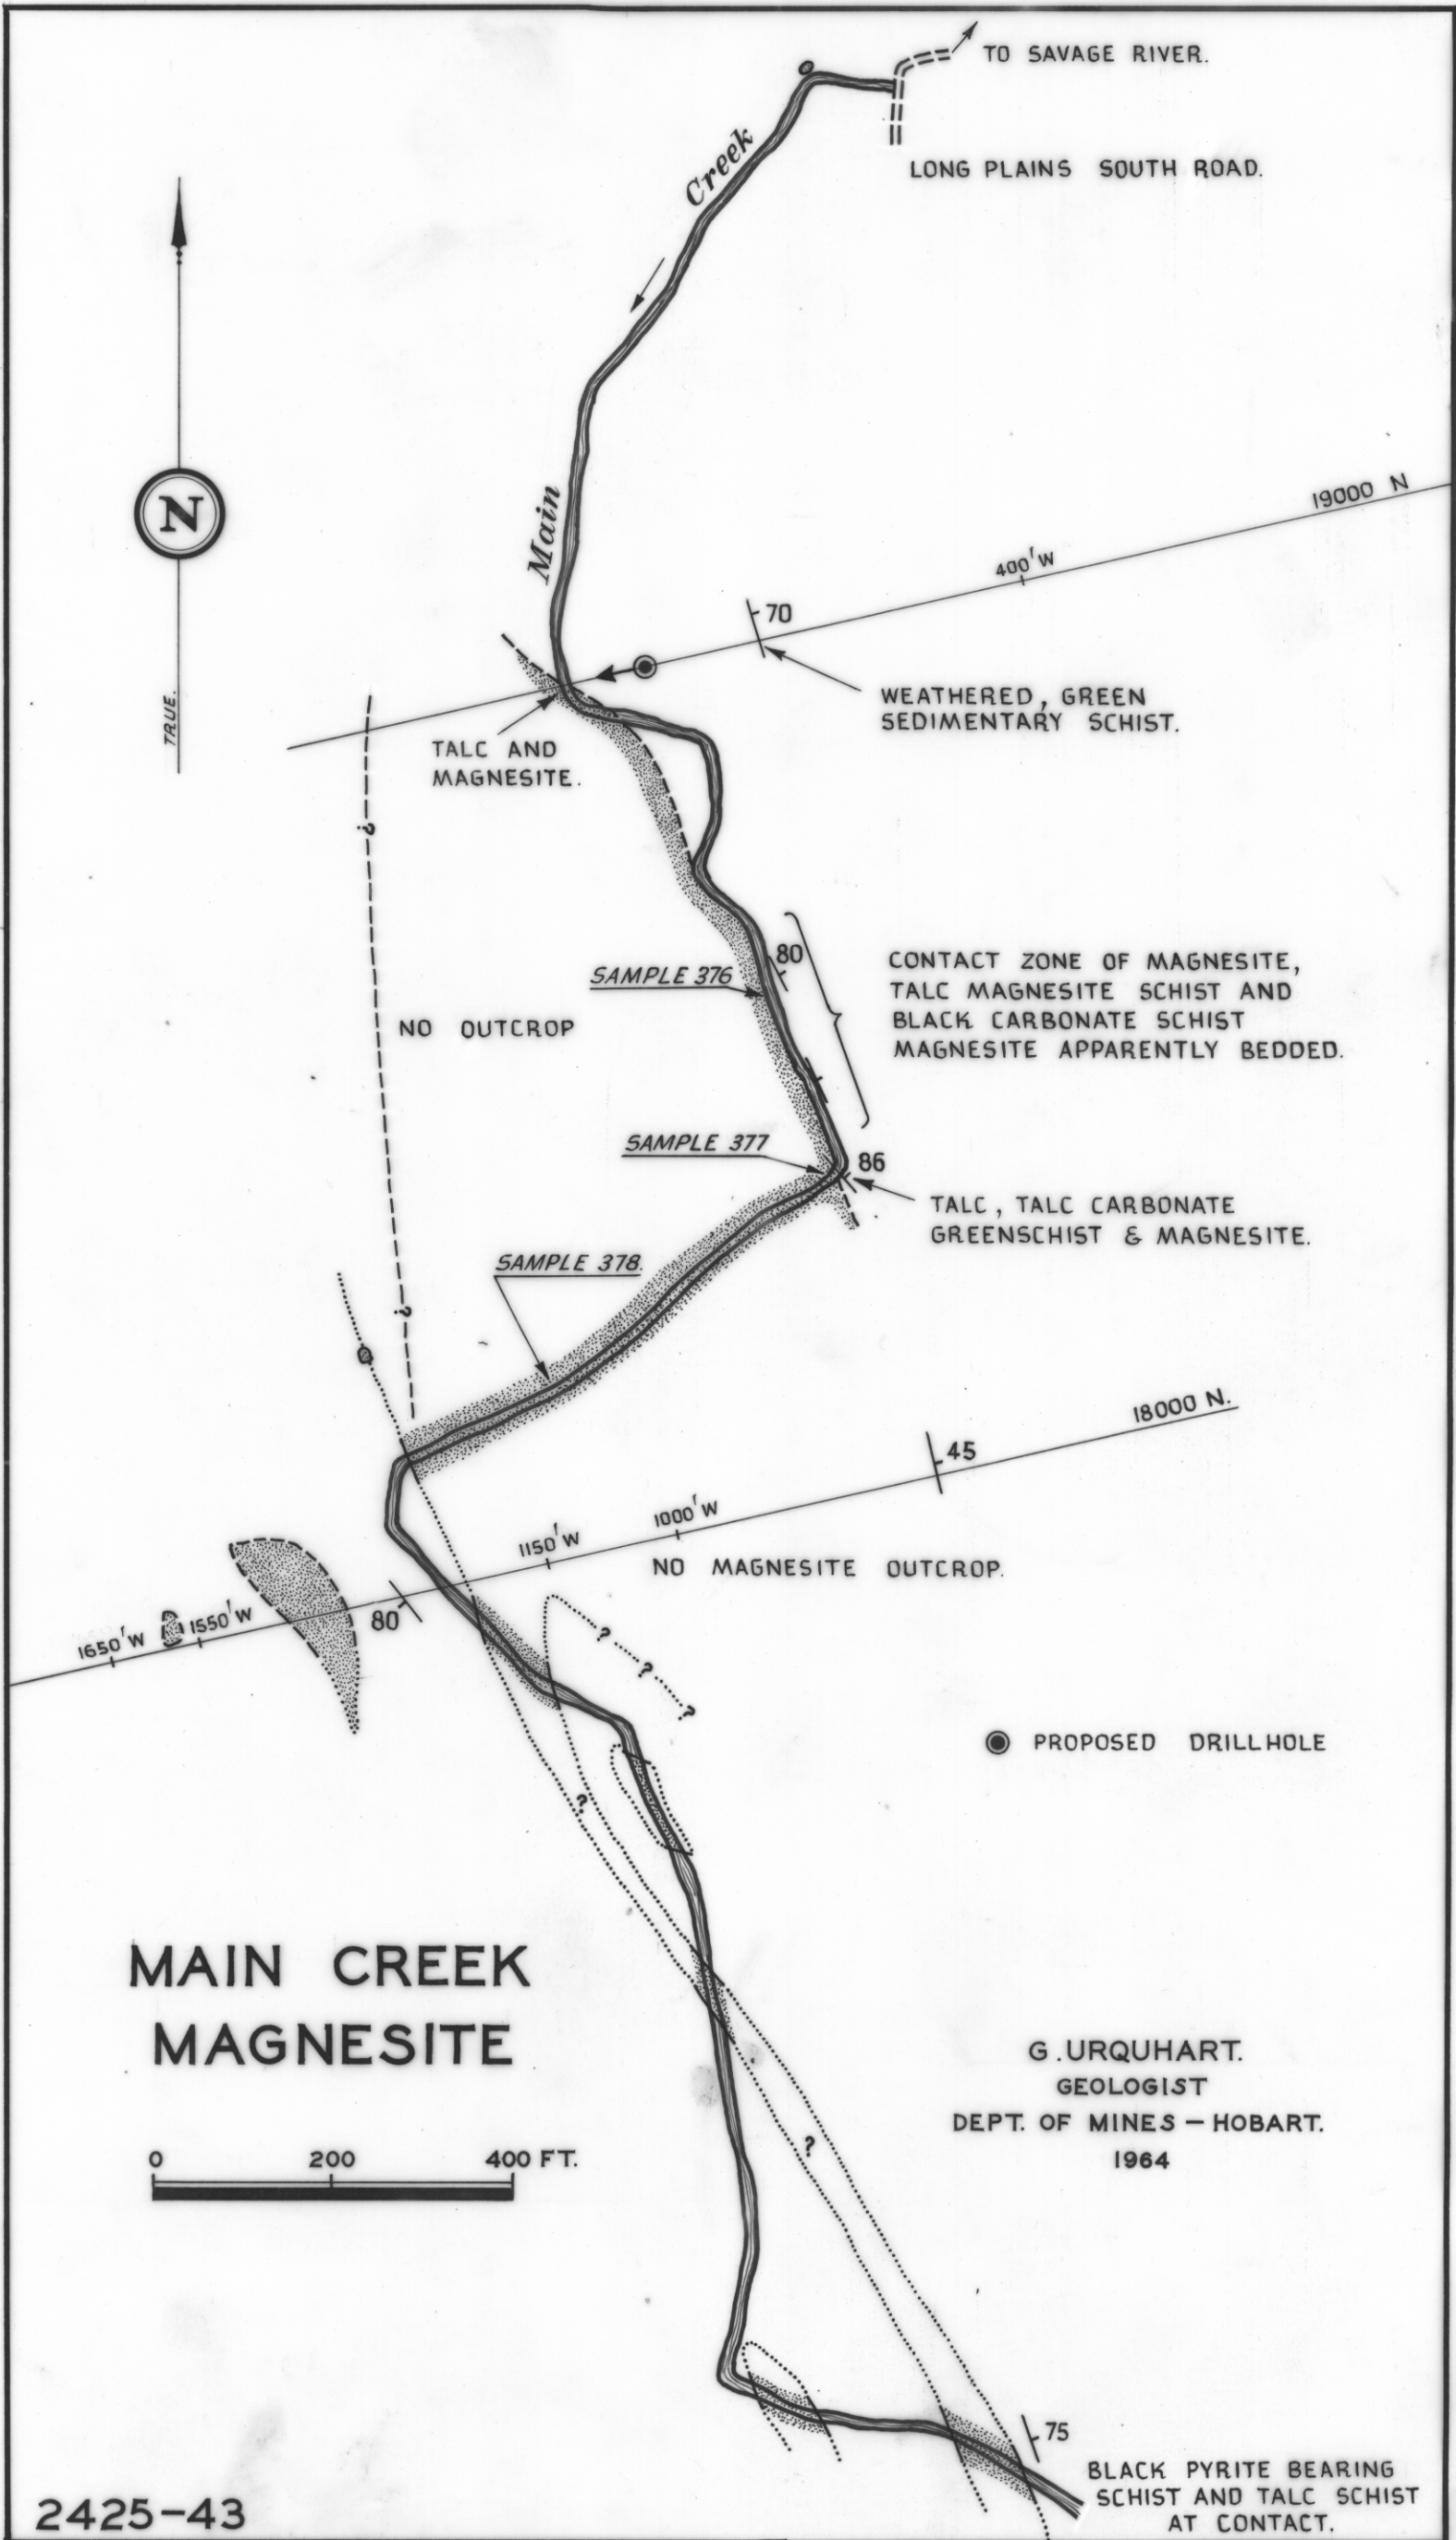 TO SAVAGE RIVER.
LONG PLAINS SOUTH ROAD.
Creek
Main
N
TRUE.
19000 N
400'W
70
WEATHERED, GREEN
SEDIMENTARY SCHIST.
TALC AND
MAGNESITE.
?
80
SAMPLE 376
CONTACT ZONE OF MAGNESITE,
TALC MAGNESITE SCHIST AND
BLACK CARBONATE SCHIST
MAGNESITE APPARENTLY BEDDED.
NO OUTCROP
SAMPLE 377
86
TALC, TALC CARBONATE
GREENSCHIST & MAGNESITE.
SAMPLE 378.
?
18000 N.
45
1000'W
1150'W
NO MAGNESITE OUTCROP.
80
1550'W
1650'W
?
?
?
PROPOSED DRILLHOLE
?
MAIN CREEK
MAGNESITE
G. URQUHART.
GEOLOGIST
DEPT. OF MINES — HOBART.
1964
?
0 200 400 FT.
75
BLACK PYRITE BEARING
SCHIST AND TALC SCHIST
AT CONTACT.
2425-43